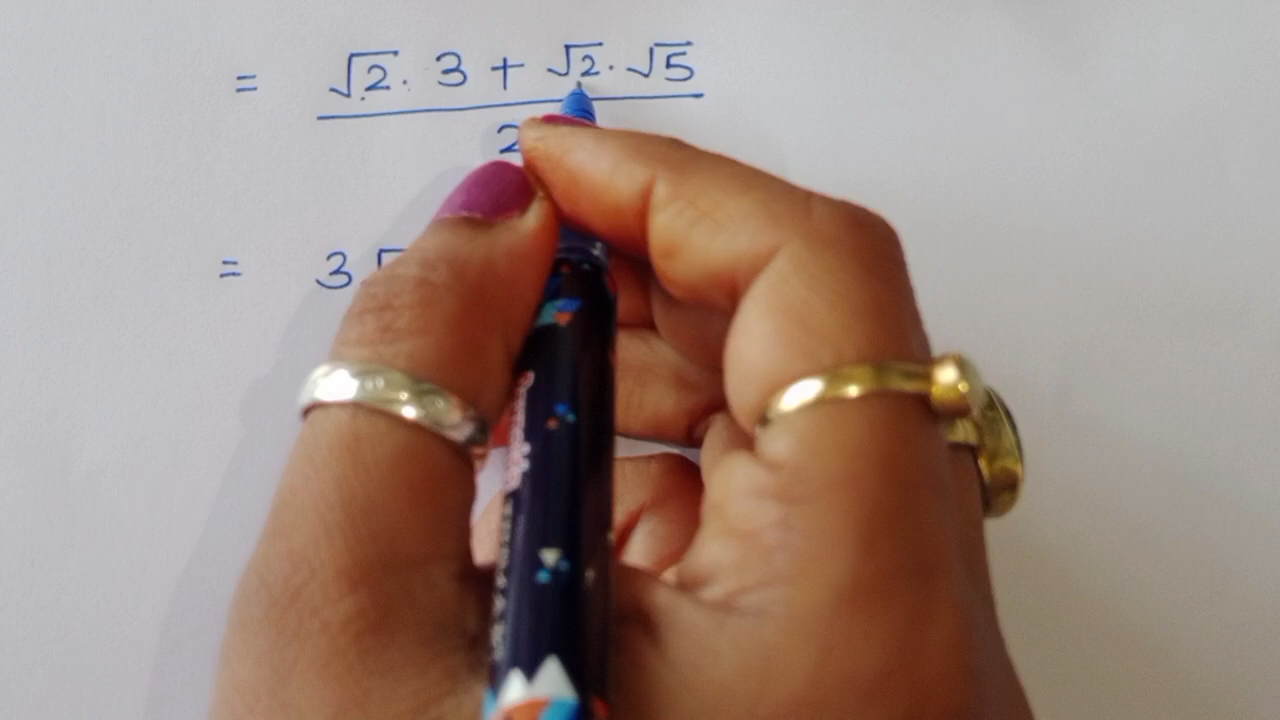 = √2 · 3 + √2 · √5
2
= 3√